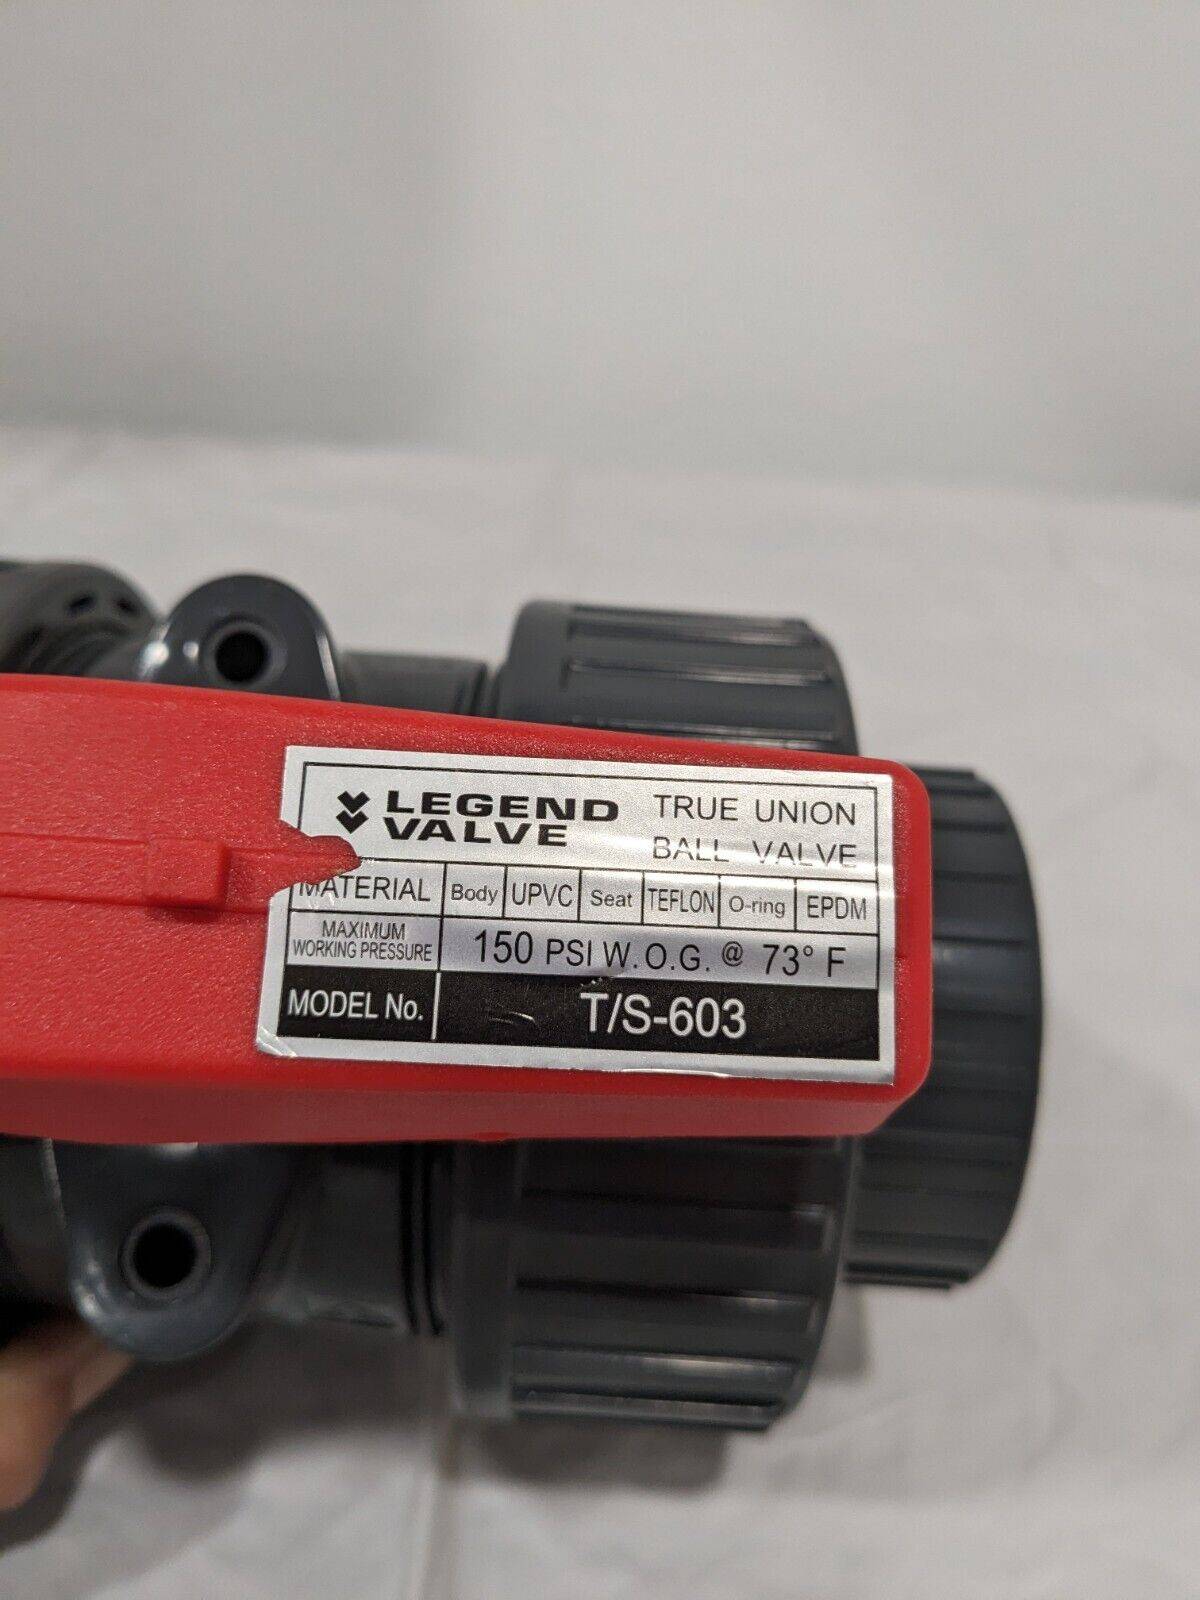 LEGEND VALVE
TRUE UNION
BALL VALVE
MATERIAL Body UPVC Seat TEFLON O-ring EPDM
MAXIMUM
WORKING PRESSURE
150 PSI W.O.G. @ 73° F
MODEL No. T/S-603